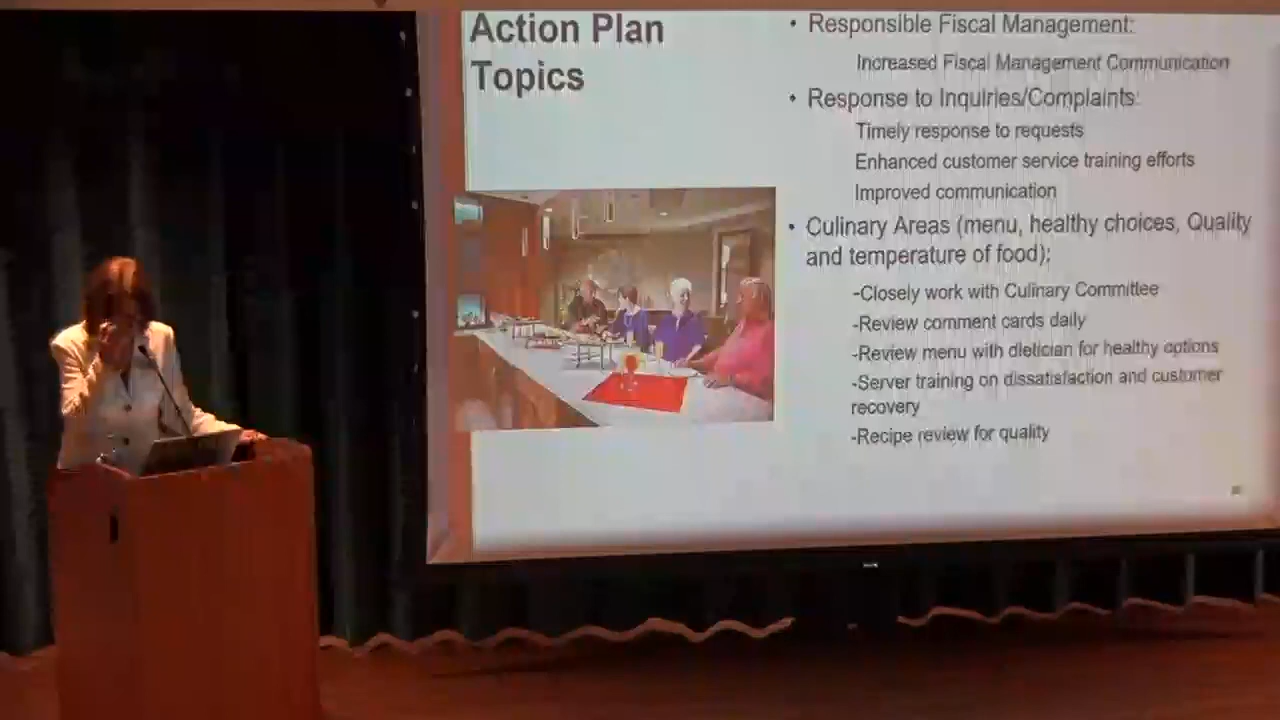 Action Plan
Topics
• Responsible Fiscal Management:
Increased Fiscal Management Communication
• Response to Inquiries/Complaints:
Timely response to requests
Enhanced customer service training efforts
Improved communication
• Culinary Areas (menu, healthy choices, Quality
and temperature of food):
-Closely work with Culinary Committee
-Review comment cards daily
-Review menu with dietician for healthy options
-Server training on dissatisfaction and customer
recovery
-Recipe review for quality